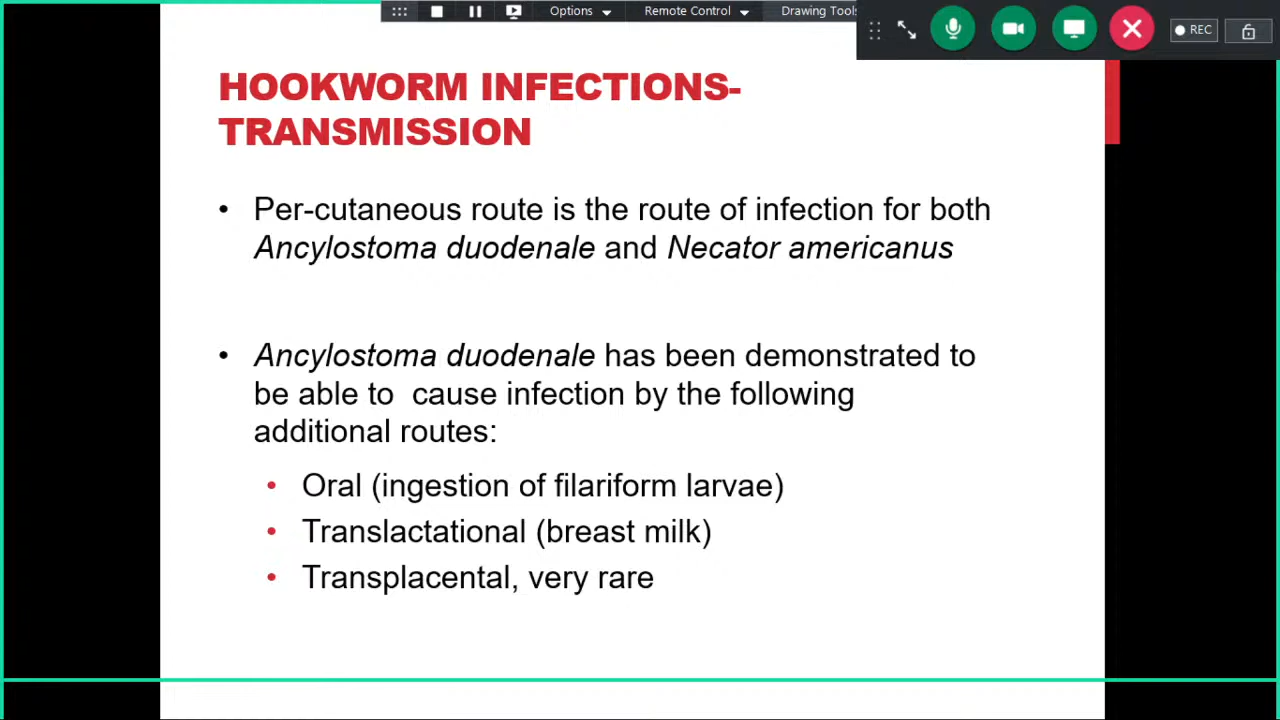 Options
Remote Control
Drawing Tools
REC
HOOKWORM INFECTIONS-
TRANSMISSION
• Per-cutaneous route is the route of infection for both
Ancylostoma duodenale and Necator americanus
• Ancylostoma duodenale has been demonstrated to
be able to  cause infection by the following
additional routes:
• Oral (ingestion of filariform larvae)
• Translactational (breast milk)
• Transplacental, very rare